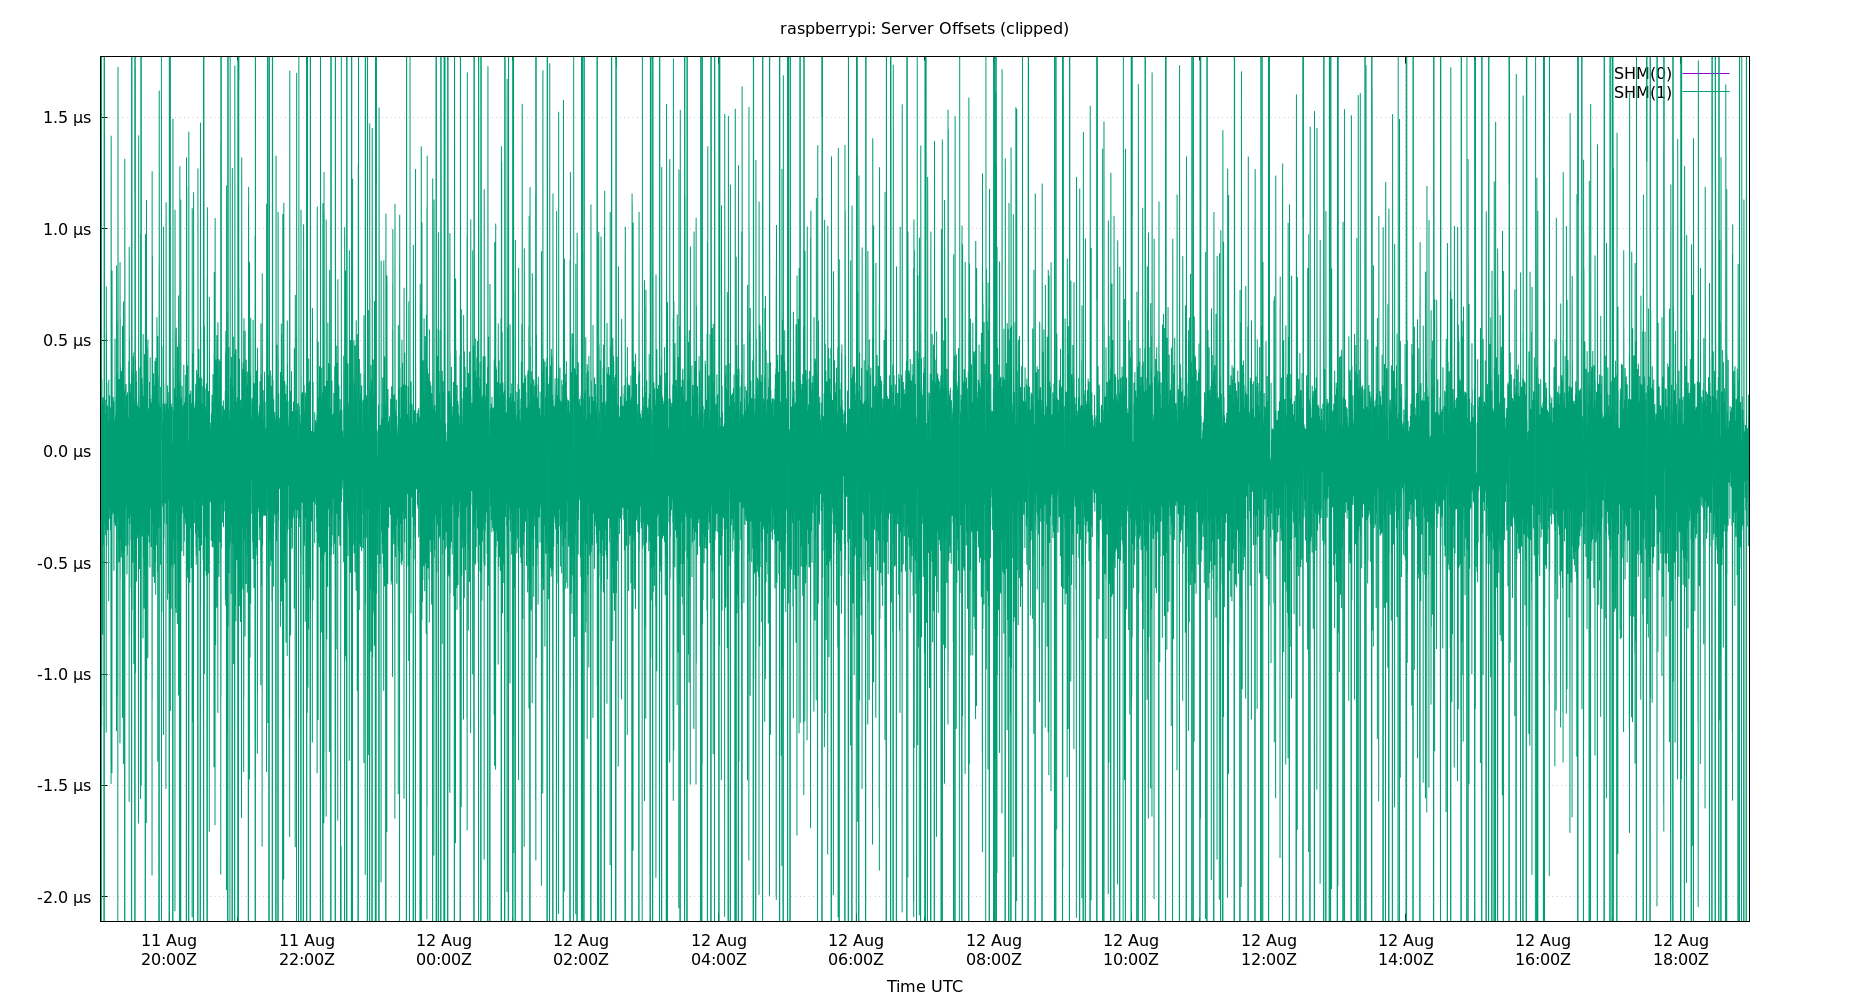 raspberrypi: Server Offsets (clipped)
SHM(0)
SHM(1)
1.5 µs
1.0 µs
0.5 µs
0.0 µs
-0.5 µs
-1.0 µs
-1.5 µs
-2.0 µs
11 Aug 11 Aug 12 Aug 12 Aug 12 Aug 12 Aug 12 Aug 12 Aug 12 Aug 12 Aug 12 Aug 12 Aug
20:00Z 22:00Z 00:00Z 02:00Z 04:00Z 06:00Z 08:00Z 10:00Z 12:00Z 14:00Z 16:00Z 18:00Z
Time UTC